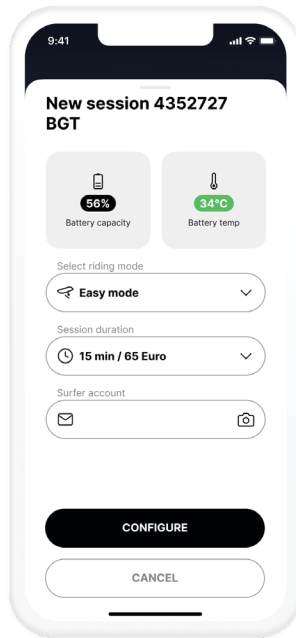 9:41
New session 4352727
BGT
56%
Battery capacity
34°C
Battery temp
Select riding mode
Easy mode
Session duration
15 min / 65 Euro
Surfer account
CONFIGURE
CANCEL